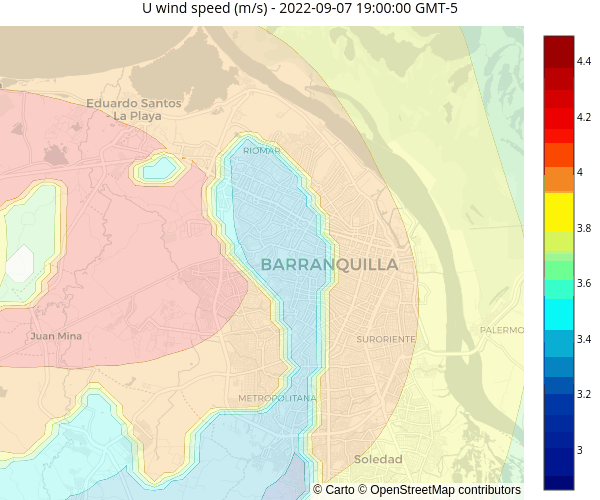 U wind speed (m/s) - 2022-09-07 19:00:00 GMT-5
4.4
Eduardo Santos
- La Playa
4.2
RIOMAR
4
3.8
BARRANQUILLA
3.6
Juan Mina
SURORIENTE
PALERMO
3.4
METROPOLITANA
3.2
Soledad
3
© Carto © OpenStreetMap contributors